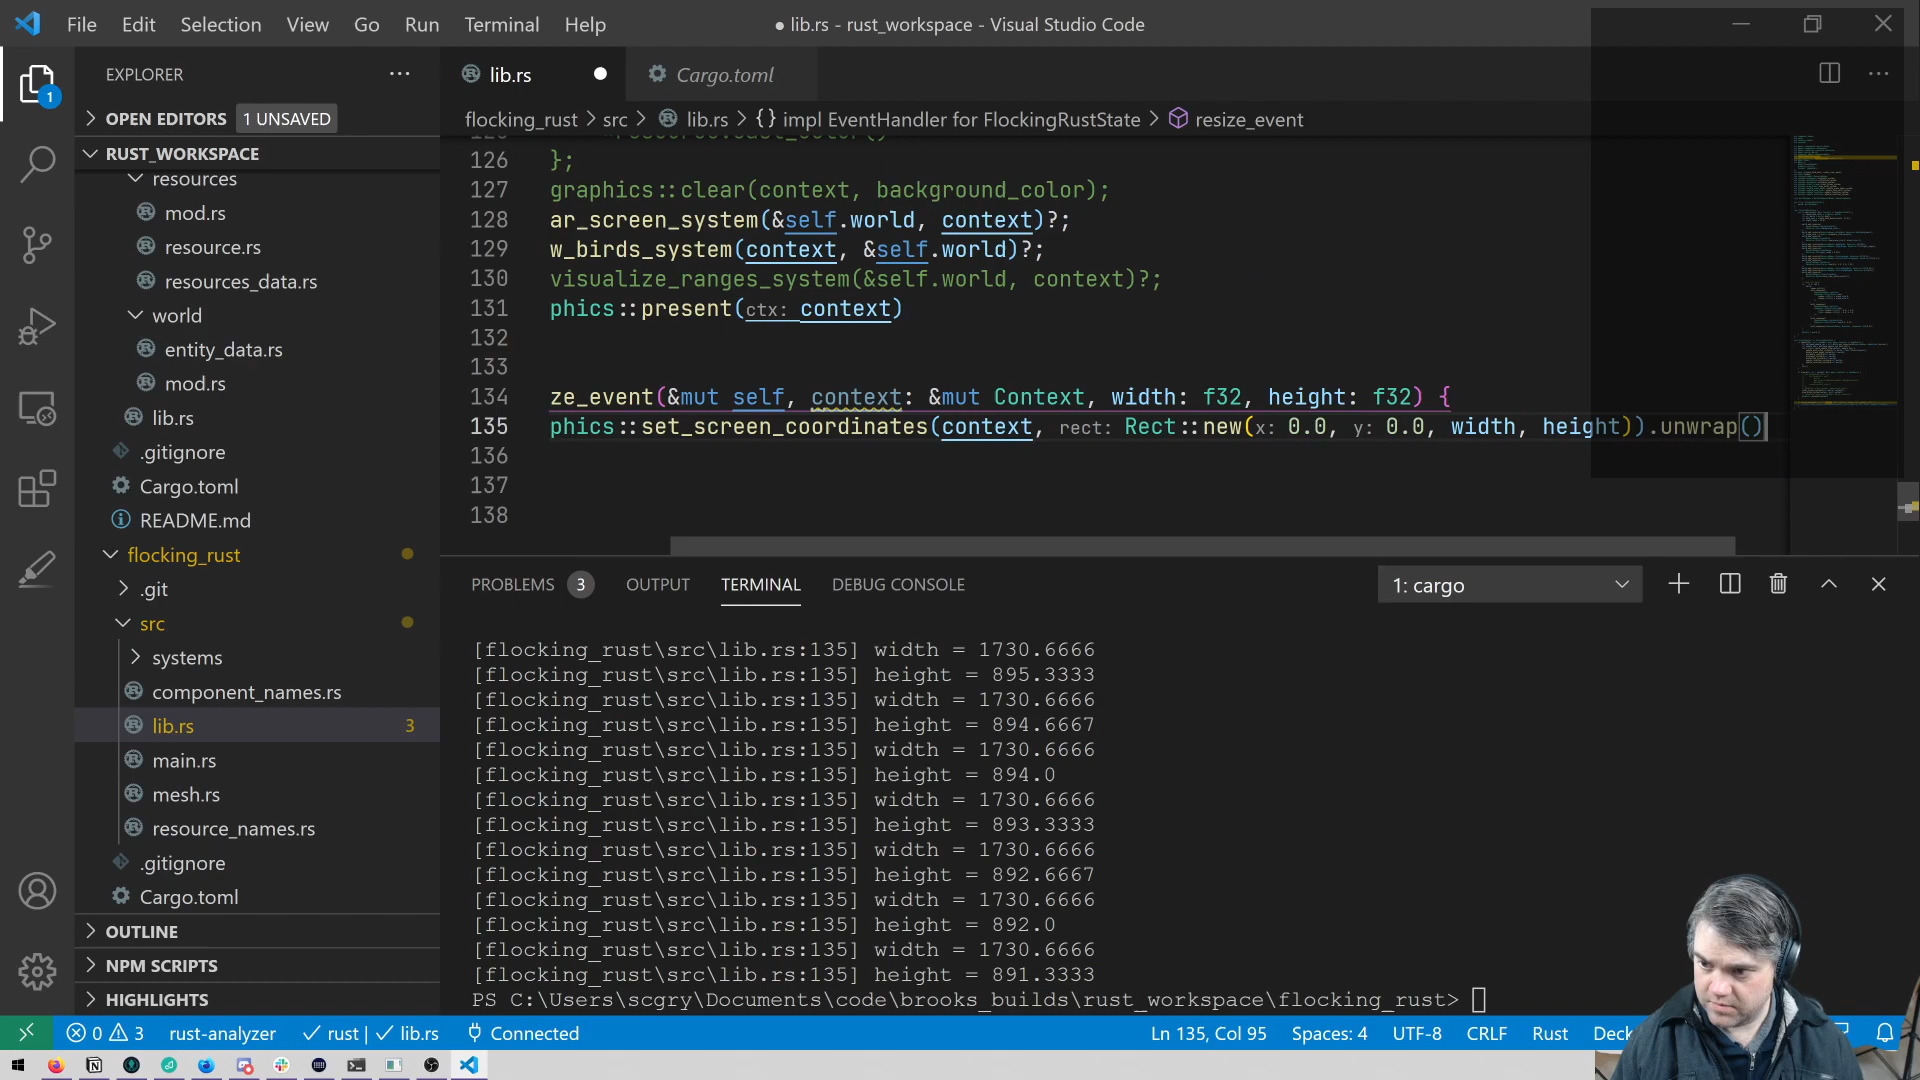 File Edit Selection View Go Run Terminal Help
● lib.rs - rust_workspace - Visual Studio Code
EXPLORER
OPEN EDITORS 1 UNSAVED
RUST_WORKSPACE
resources
mod.rs
resource.rs
resources_data.rs
world
entity_data.rs
mod.rs
lib.rs
.gitignore
Cargo.toml
README.md
flocking_rust
.git
src
systems
component_names.rs
lib.rs 3
main.rs
mesh.rs
resource_names.rs
.gitignore
Cargo.toml
OUTLINE
NPM SCRIPTS
HIGHLIGHTS
1
lib.rs
Cargo.toml
flocking_rust > src > lib.rs > {} impl EventHandler for FlockingRustState > resize_event
126 };
127 graphics::clear(context, background_color);
128 ar_screen_system(&self.world, context)?;
129 w_birds_system(context, &self.world)?;
130 visualize_ranges_system(&self.world, context)?;
131 phics::present(ctx: context)
132
133
134 ze_event(&mut self, context: &mut Context, width: f32, height: f32) {
135 phics::set_screen_coordinates(context, rect: Rect::new(x: 0.0, y: 0.0, width, height)).unwrap()
136
137
138
PROBLEMS 3 OUTPUT TERMINAL DEBUG CONSOLE
1: cargo
[flocking_rust\src\lib.rs:135] width = 1730.6666
[flocking_rust\src\lib.rs:135] height = 895.3333
[flocking_rust\src\lib.rs:135] width = 1730.6666
[flocking_rust\src\lib.rs:135] height = 894.6667
[flocking_rust\src\lib.rs:135] width = 1730.6666
[flocking_rust\src\lib.rs:135] height = 894.0
[flocking_rust\src\lib.rs:135] width = 1730.6666
[flocking_rust\src\lib.rs:135] height = 893.3333
[flocking_rust\src\lib.rs:135] width = 1730.6666
[flocking_rust\src\lib.rs:135] height = 892.6667
[flocking_rust\src\lib.rs:135] width = 1730.6666
[flocking_rust\src\lib.rs:135] height = 892.0
[flocking_rust\src\lib.rs:135] width = 1730.6666
[flocking_rust\src\lib.rs:135] height = 891.3333
PS C:\Users\scgry\Documents\code\brooks_builds\rust_workspace\flocking_rust>
0 3 rust-analyzer ✓ rust | ✓ lib.rs Connected
Ln 135, Col 95 Spaces: 4 UTF-8 CRLF Rust